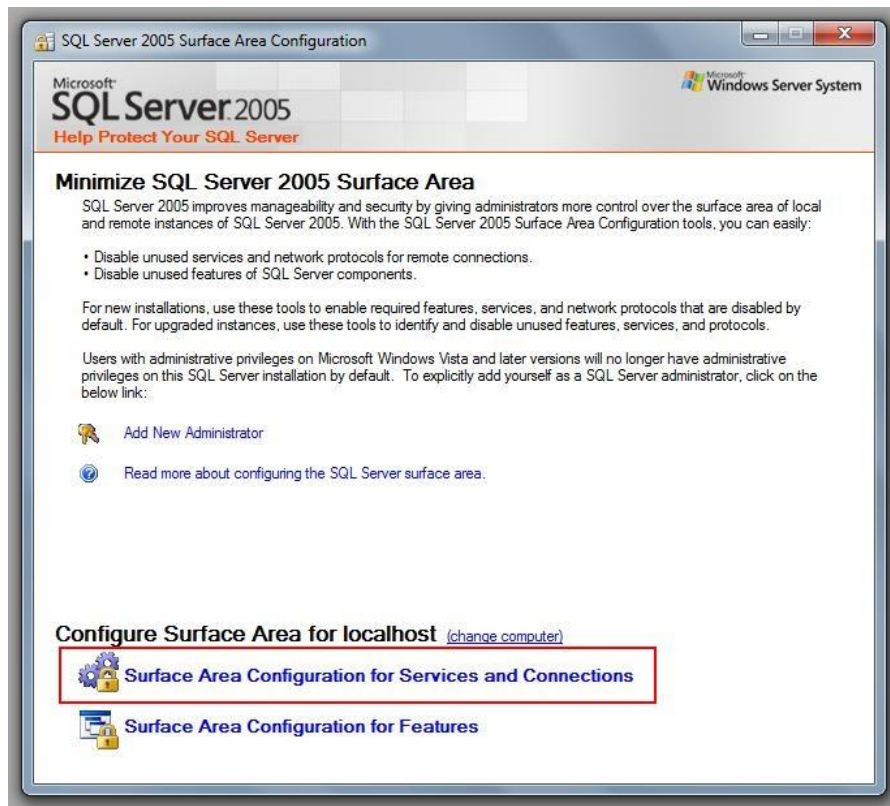 SQL Server 2005 Surface Area Configuration
Microsoft
SQL Server 2005
Help Protect Your SQL Server
Microsoft
Windows Server System
Minimize SQL Server 2005 Surface Area
SQL Server 2005 improves manageability and security by giving administrators more control over the surface area of local
and remote instances of SQL Server 2005. With the SQL Server 2005 Surface Area Configuration tools, you can easily:
• Disable unused services and network protocols for remote connections.
• Disable unused features of SQL Server components.
For new installations, use these tools to enable required features, services, and network protocols that are disabled by
default. For upgraded instances, use these tools to identify and disable unused features, services, and protocols.
Users with administrative privileges on Microsoft Windows Vista and later versions will no longer have administrative
privileges on this SQL Server installation by default.  To explicitly add yourself as a SQL Server administrator, click on the
below link:
Add New Administrator
Read more about configuring the SQL Server surface area.
Configure Surface Area for localhost (change computer)
Surface Area Configuration for Services and Connections
Surface Area Configuration for Features